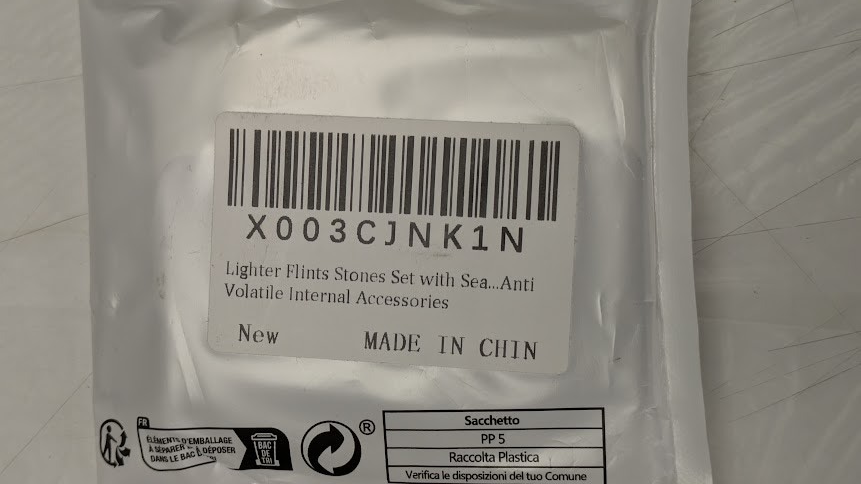 X003CJNK1N
Lighter Flints Stones Set with Sea...Anti
Volatile Internal Accessories
New MADE IN CHIN
FR
ÉLÉMENTS D'EMBALLAGE
À SÉPARER ET À DÉPOSER
DANS LE BAC DE TRI
BAC
DE
TRI
®
Sacchetto
PP 5
Raccolta Plastica
Verifica le disposizioni del tuo Comune